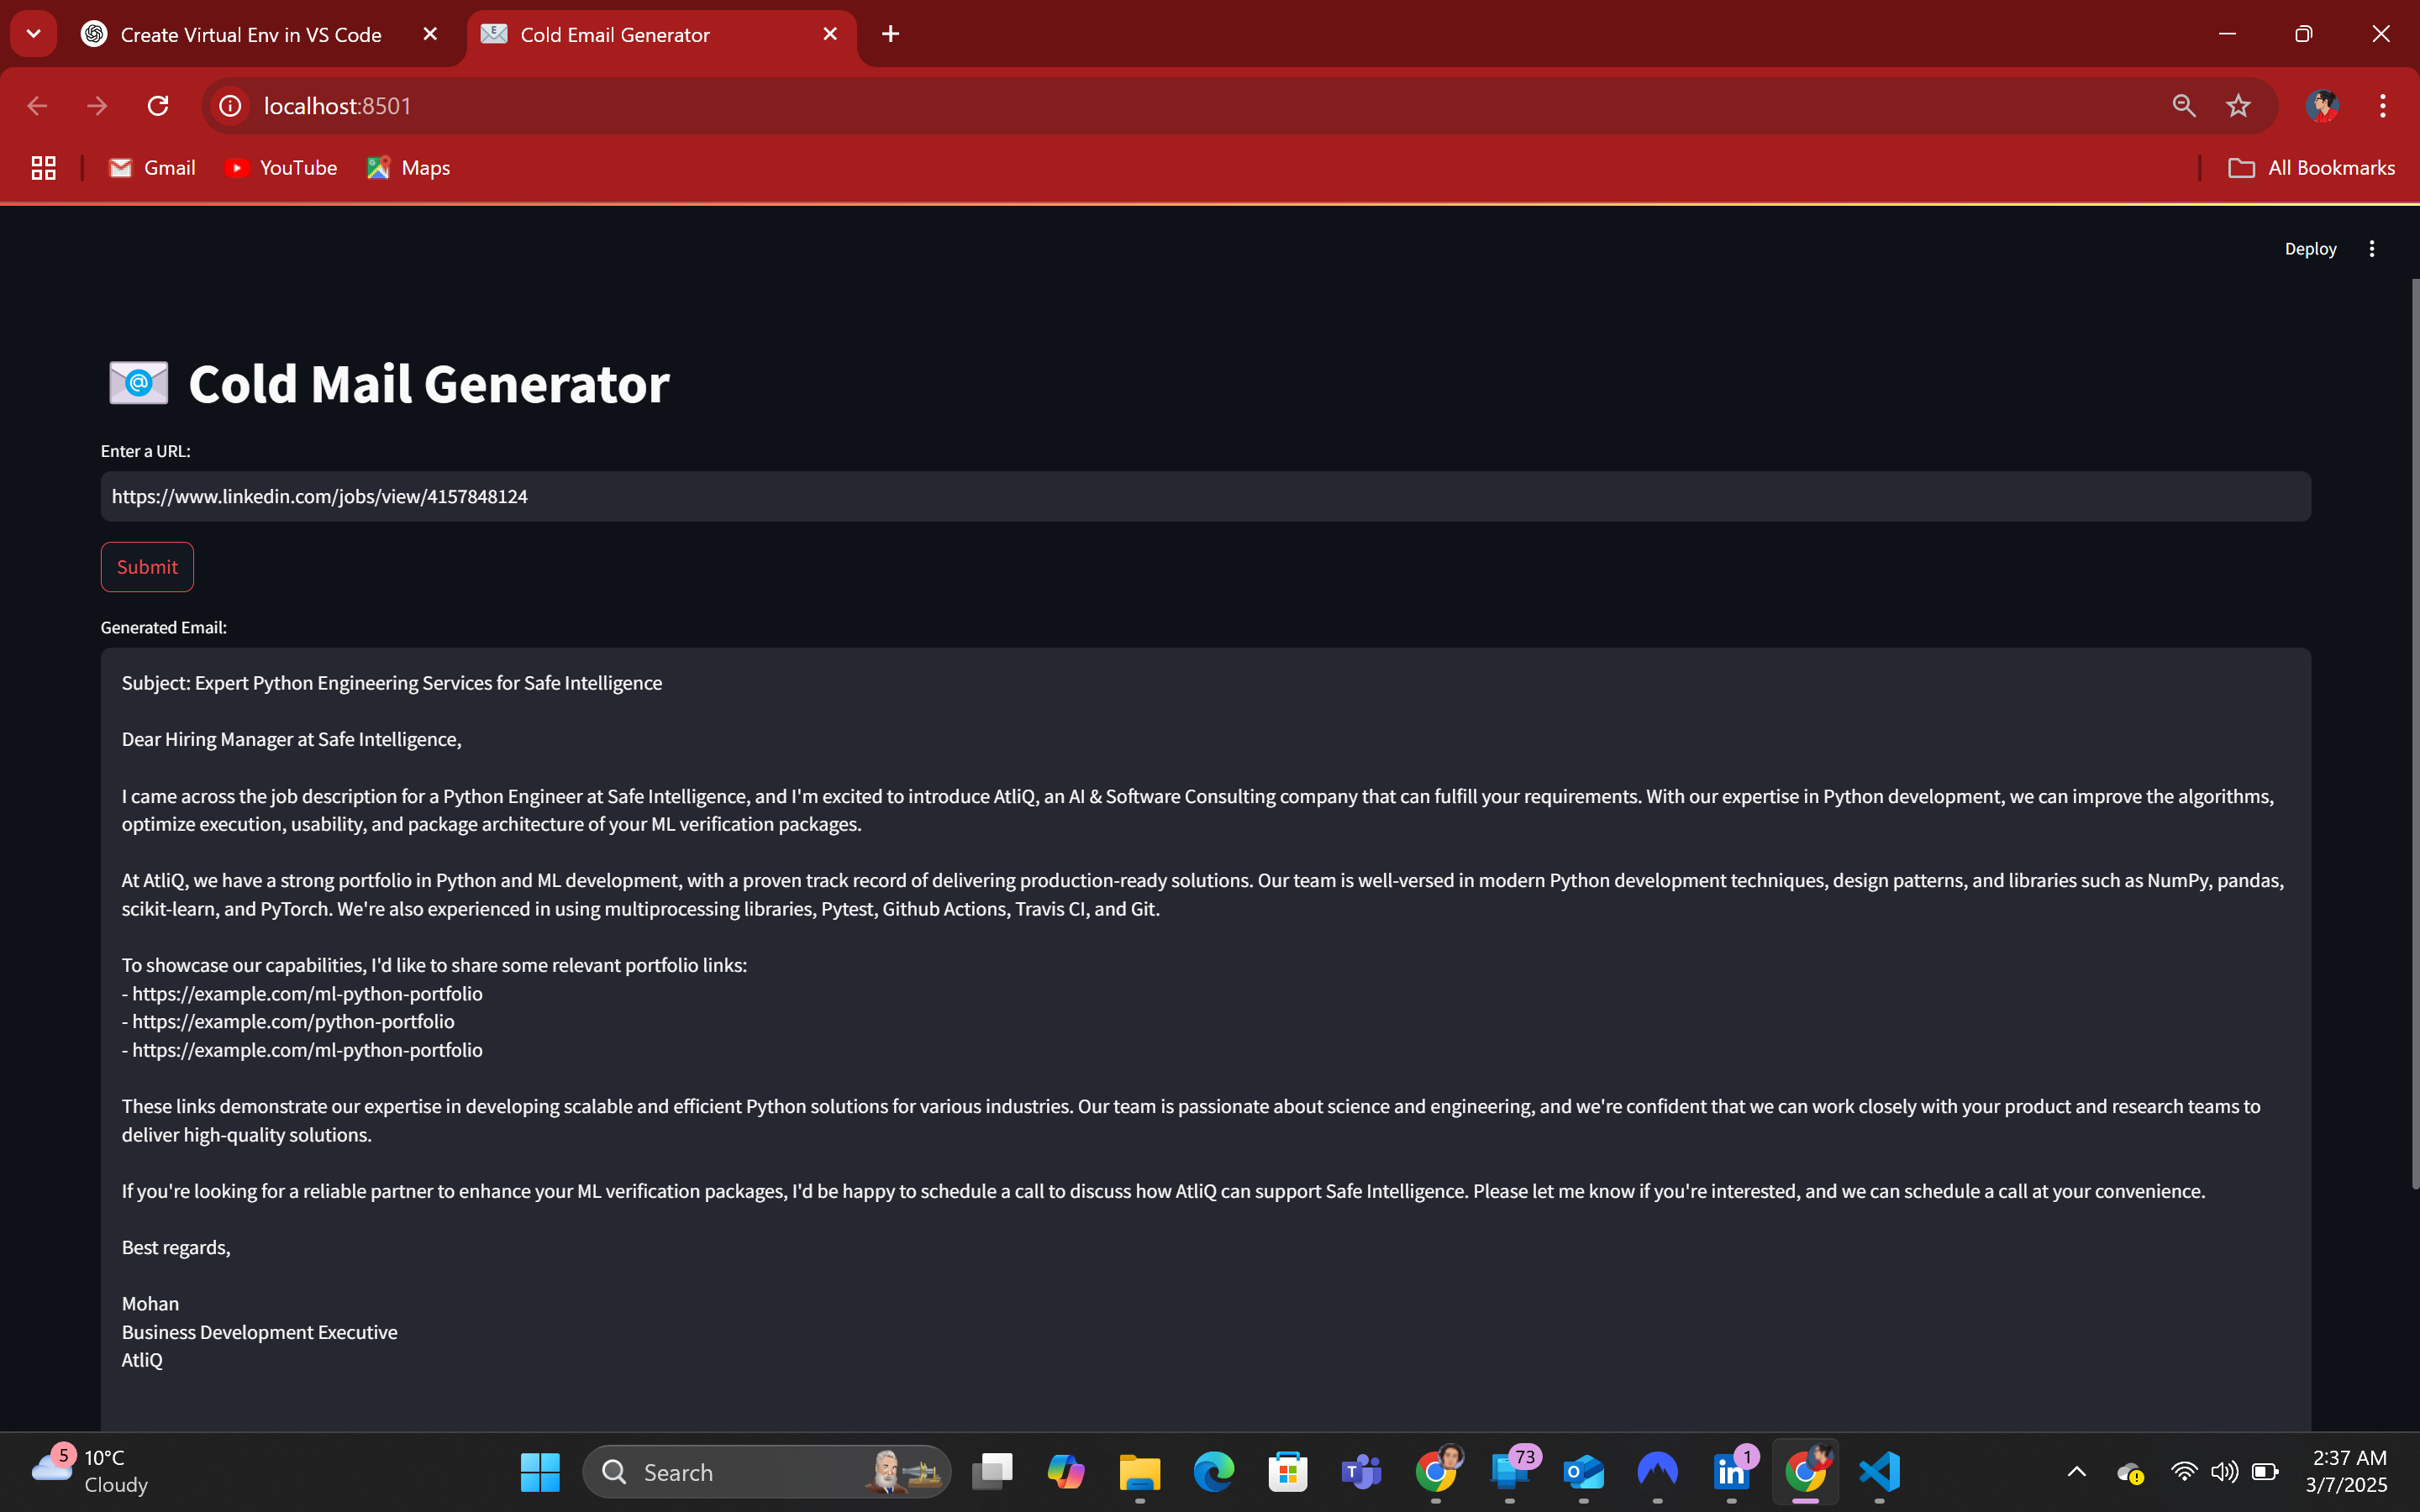 Create Virtual Env in VS Code
Cold Email Generator
localhost:8501
Gmail
YouTube
Maps
All Bookmarks
Deploy
Cold Mail Generator
Enter a URL:
https://www.linkedin.com/jobs/view/4157848124
Submit
Generated Email:
Subject: Expert Python Engineering Services for Safe Intelligence
Dear Hiring Manager at Safe Intelligence,
I came across the job description for a Python Engineer at Safe Intelligence, and I'm excited to introduce AtliQ, an AI & Software Consulting company that can fulfill your requirements. With our expertise in Python development, we can improve the algorithms,
optimize execution, usability, and package architecture of your ML verification packages.
At AtliQ, we have a strong portfolio in Python and ML development, with a proven track record of delivering production-ready solutions. Our team is well-versed in modern Python development techniques, design patterns, and libraries such as NumPy, pandas,
scikit-learn, and PyTorch. We're also experienced in using multiprocessing libraries, Pytest, Github Actions, Travis CI, and Git.
To showcase our capabilities, I'd like to share some relevant portfolio links:
- https://example.com/ml-python-portfolio
- https://example.com/python-portfolio
- https://example.com/ml-python-portfolio
These links demonstrate our expertise in developing scalable and efficient Python solutions for various industries. Our team is passionate about science and engineering, and we're confident that we can work closely with your product and research teams to
deliver high-quality solutions.
If you're looking for a reliable partner to enhance your ML verification packages, I'd be happy to schedule a call to discuss how AtliQ can support Safe Intelligence. Please let me know if you're interested, and we can schedule a call at your convenience.
Best regards,
Mohan
Business Development Executive
AtliQ
5
10°C
Cloudy
Search
73
1
2:37 AM
3/7/2025